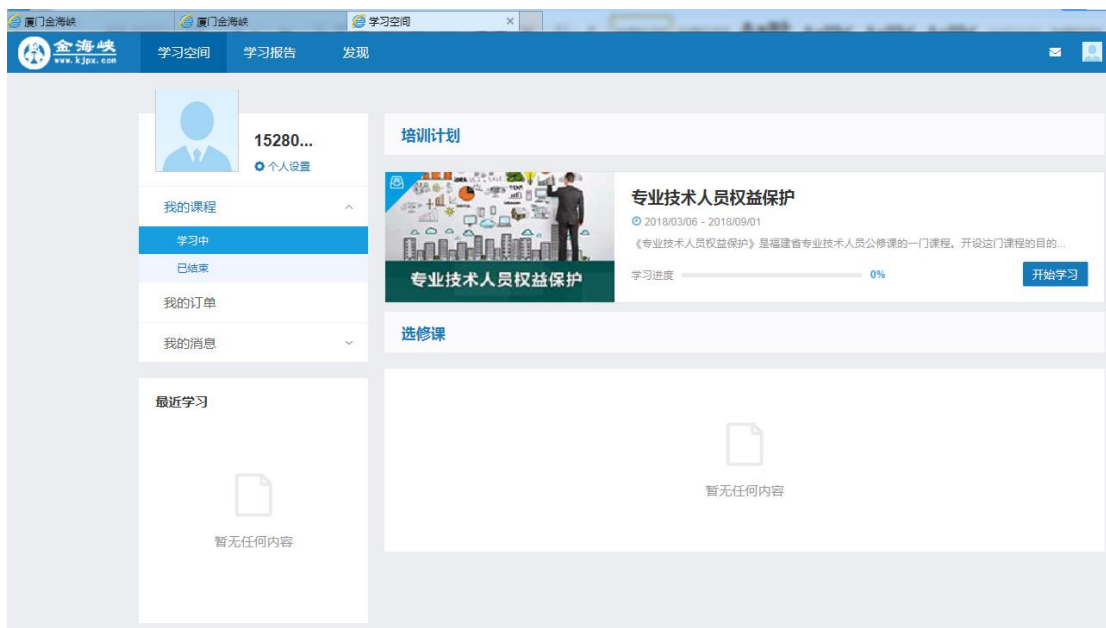 厦门金海峡
厦门金海峡
学习空间
金海峡
www.kjpx.com
学习空间
学习报告
发现
15280...
个人设置
我的课程
学习中
已结束
我的订单
我的消息
最近学习
暂无任何内容
培训计划
专业技术人员权益保护
专业技术人员权益保护
2018/03/06 - 2018/09/01
《专业技术人员权益保护》是福建省专业技术人员公修课的一门课程。开设这门课程的目的...
学习进度
0%
开始学习
选修课
暂无任何内容